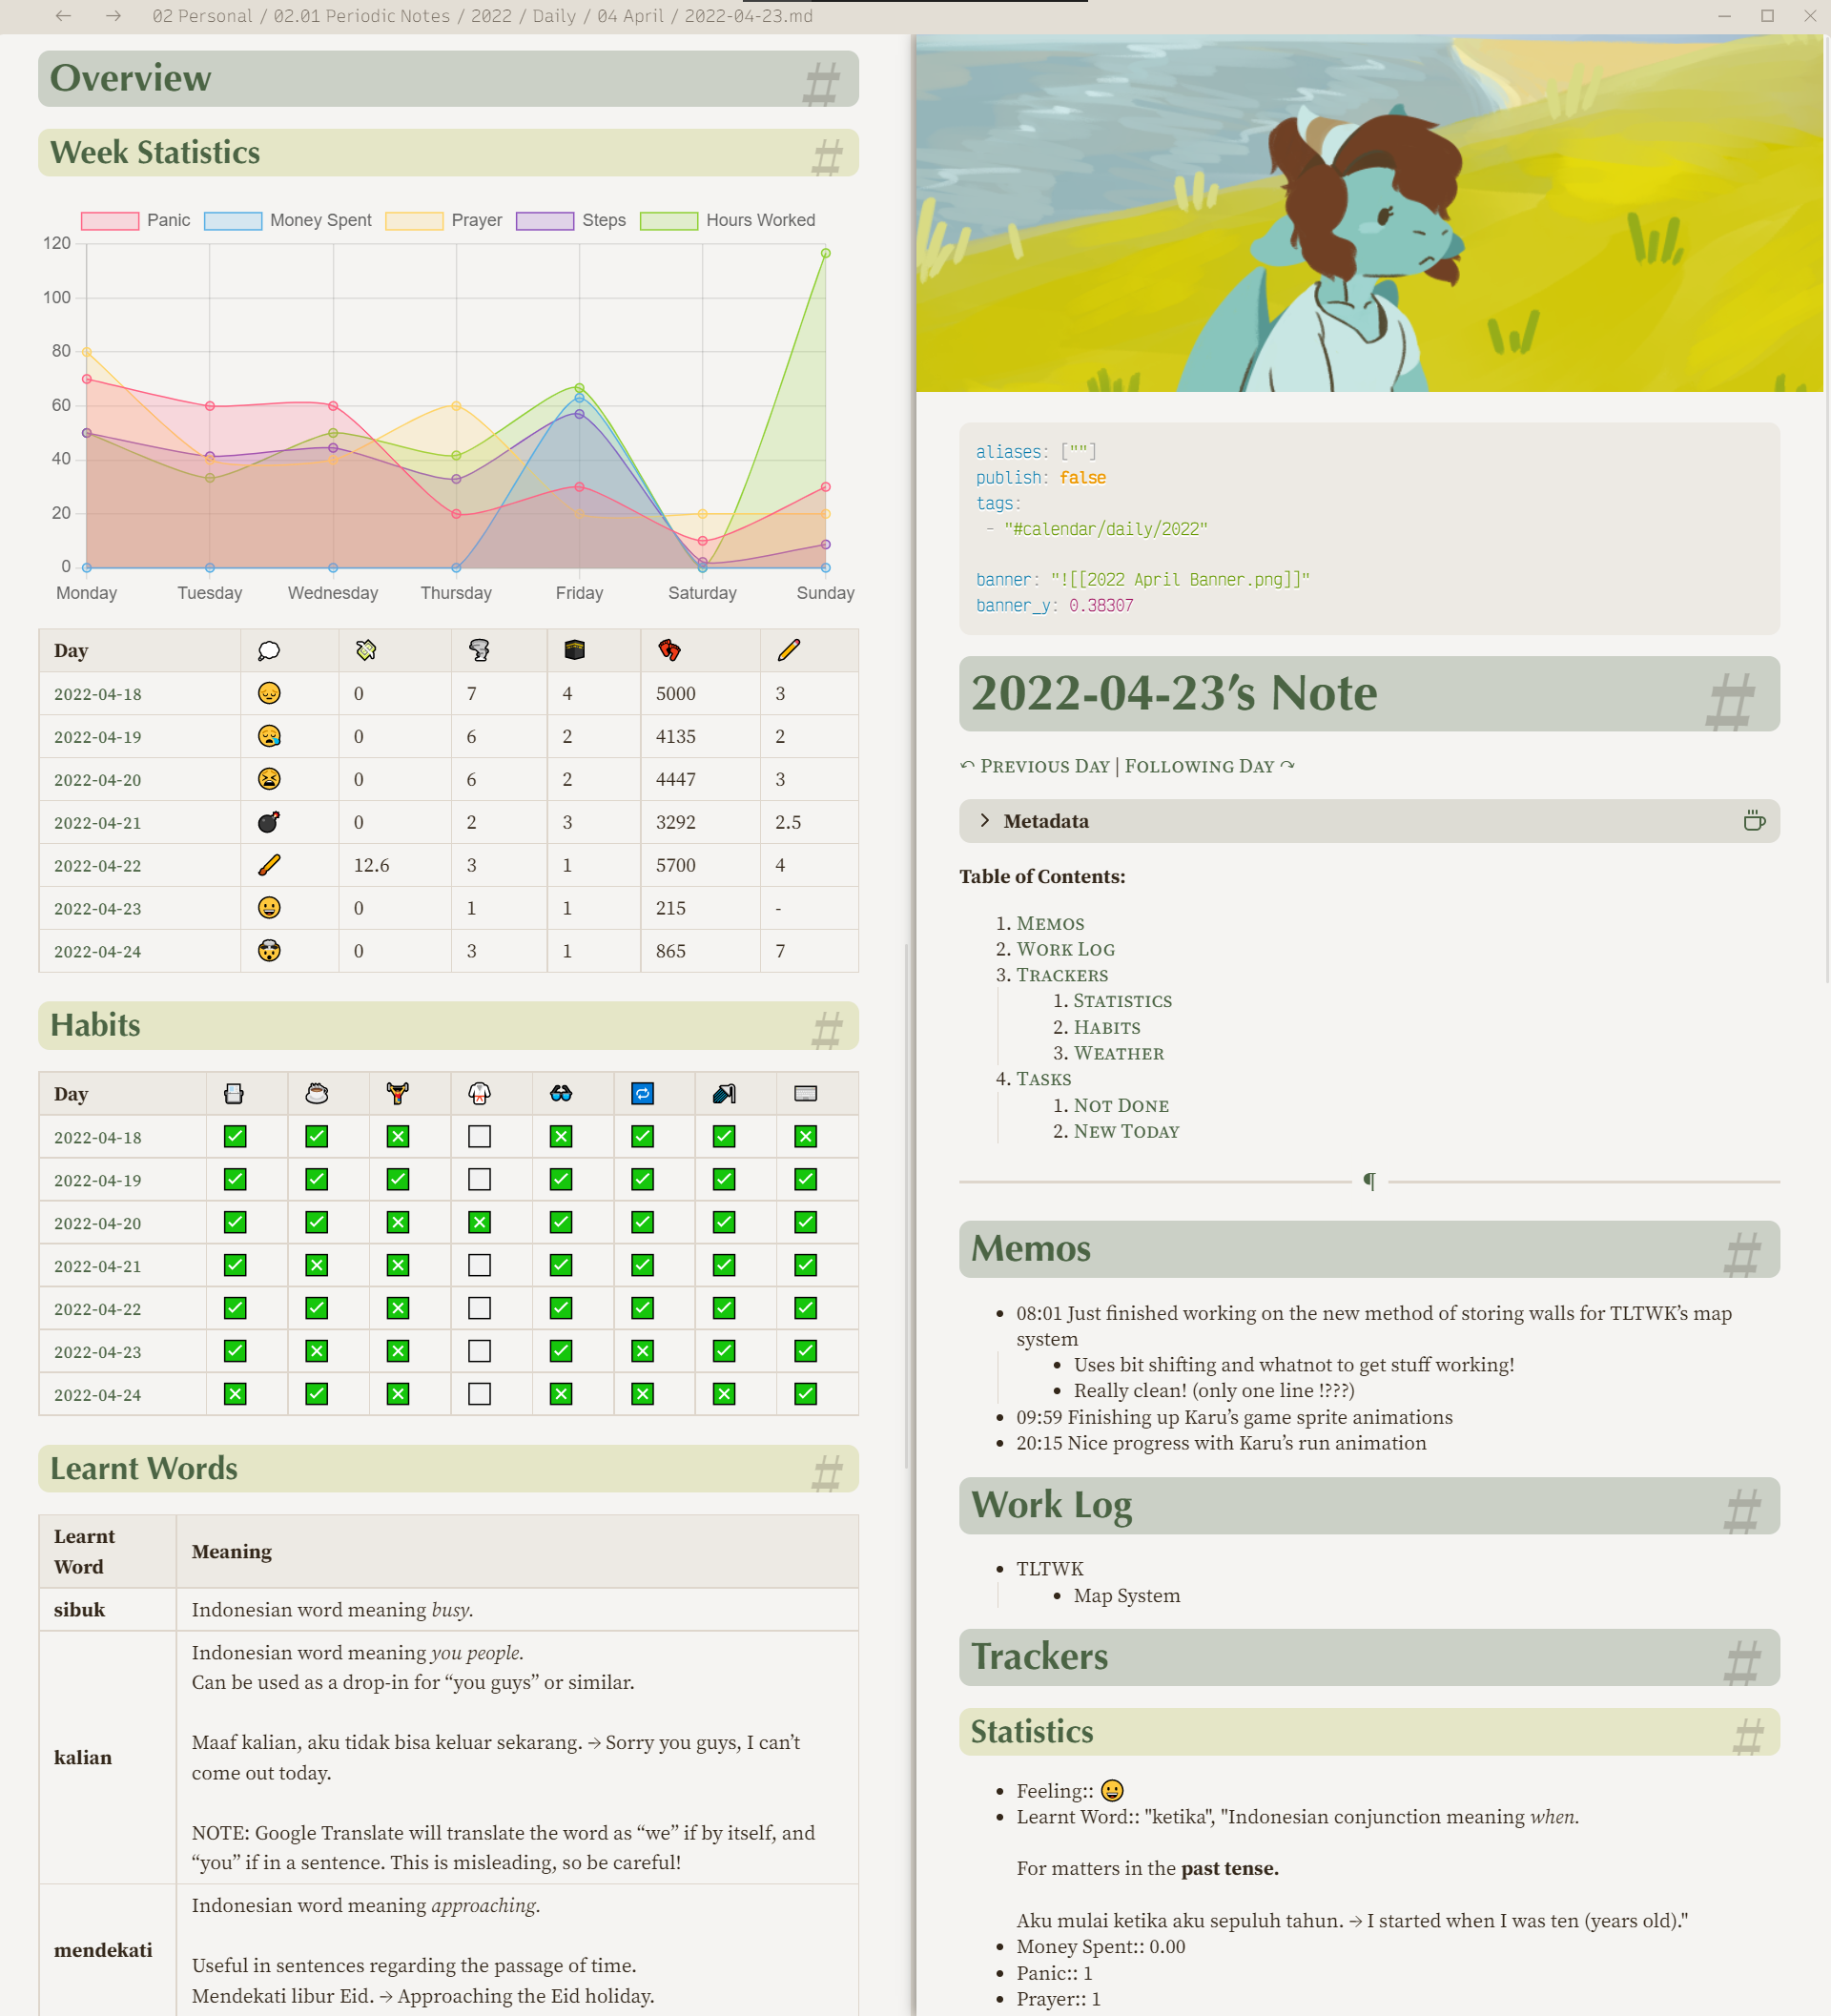 02 Personal / 02.01 Periodic Notes / 2022 / Daily / 04 April / 2022-04-23.md
Overview
#
Week Statistics
#
Panic Money Spent Prayer Steps Hours Worked
120
100
80
60
40
20
0
Monday Tuesday Wednesday Thursday Friday Saturday Sunday
Day
2022-04-18 0 7 4 5000 3
2022-04-19 0 6 2 4135 2
2022-04-20 0 6 2 4447 3
2022-04-21 0 2 3 3292 2.5
2022-04-22 12.6 3 1 5700 4
2022-04-23 0 1 1 215 -
2022-04-24 0 3 1 865 7
Habits
#
Day
2022-04-18
2022-04-19
2022-04-20
2022-04-21
2022-04-22
2022-04-23
2022-04-24
Learnt Words
#
Learnt
Word
Meaning
sibuk
Indonesian word meaning busy.
kalian
Indonesian word meaning you people.
Can be used as a drop-in for “you guys” or similar.
Maaf kalian, aku tidak bisa keluar sekarang. → Sorry you guys, I can’t
come out today.
NOTE: Google Translate will translate the word as “we” if by itself, and
“you” if in a sentence. This is misleading, so be careful!
mendekati
Indonesian word meaning approaching.
Useful in sentences regarding the passage of time.
Mendekati libur Eid. → Approaching the Eid holiday.
aliases: [""]
publish: false
tags:
- "#calendar/daily/2022"
banner: "![[2022 April Banner.png]]"
banner_y: 0.38307
2022-04-23’s Note
#
↶ Previous Day | Following Day ↷
Metadata
Table of Contents:
1. Memos
2. Work Log
3. Trackers
1. Statistics
2. Habits
3. Weather
4. Tasks
1. Not Done
2. New Today
¶
Memos
#
• 08:01 Just finished working on the new method of storing walls for TLTWK’s map
system
• Uses bit shifting and whatnot to get stuff working!
• Really clean! (only one line !???)
• 09:59 Finishing up Karu’s game sprite animations
• 20:15 Nice progress with Karu’s run animation
Work Log
#
• TLTWK
• Map System
Trackers
#
Statistics
#
• Feeling:: 😀
• Learnt Word:: "ketika", "Indonesian conjunction meaning when.
For matters in the past tense.
Aku mulai ketika aku sepuluh tahun. → I started when I was ten (years old)."
• Money Spent:: 0.00
• Panic:: 1
• Prayer:: 1